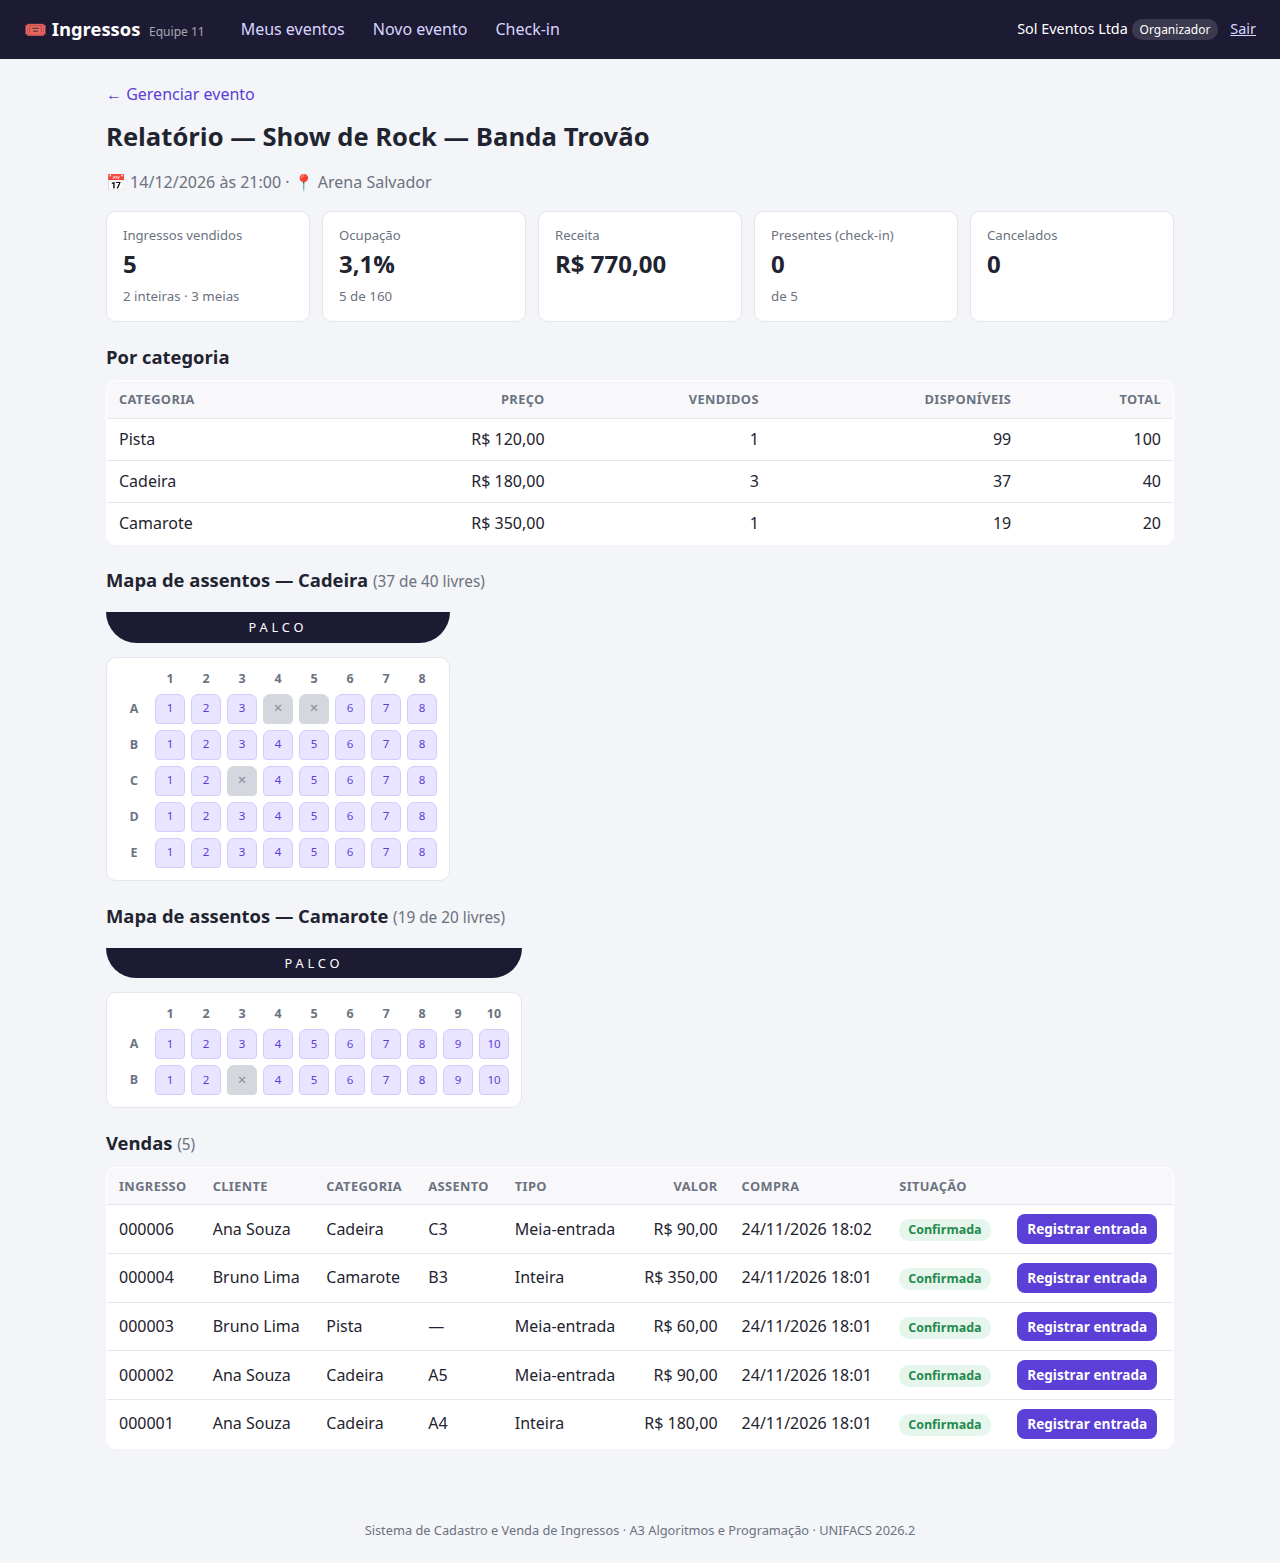 Ingressos Equipe 11 Meus eventos Novo evento Check-in Sol Eventos Ltda Organizador Sair
← Gerenciar evento
Relatório — Show de Rock — Banda Trovão
14/12/2026 às 21:00 · Arena Salvador
Ingressos vendidos Ocupação Receita Presentes (check-in) Cancelados
5 3,1% R$ 770,00 0 0
2 inteiras · 3 meias 5 de 160 de 5
Por categoria
CATEGORIA PREÇO VENDIDOS DISPONÍVEIS TOTAL
Pista R$ 120,00 1 99 100
Cadeira R$ 180,00 3 37 40
Camarote R$ 350,00 1 19 20
Mapa de assentos — Cadeira (37 de 40 livres)
PALCO
1 2 3 4 5 6 7 8
A 1 2 3 × × 6 7 8
B 1 2 3 4 5 6 7 8
C 1 2 × 4 5 6 7 8
D 1 2 3 4 5 6 7 8
E 1 2 3 4 5 6 7 8
Mapa de assentos — Camarote (19 de 20 livres)
PALCO
1 2 3 4 5 6 7 8 9 10
A 1 2 3 4 5 6 7 8 9 10
B 1 2 × 4 5 6 7 8 9 10
Vendas (5)
INGRESSO CLIENTE CATEGORIA ASSENTO TIPO VALOR COMPRA SITUAÇÃO
000006 Ana Souza Cadeira C3 Meia-entrada R$ 90,00 24/11/2026 18:02 Confirmada Registrar entrada
000004 Bruno Lima Camarote B3 Inteira R$ 350,00 24/11/2026 18:01 Confirmada Registrar entrada
000003 Bruno Lima Pista — Meia-entrada R$ 60,00 24/11/2026 18:01 Confirmada Registrar entrada
000002 Ana Souza Cadeira A5 Meia-entrada R$ 90,00 24/11/2026 18:01 Confirmada Registrar entrada
000001 Ana Souza Cadeira A4 Inteira R$ 180,00 24/11/2026 18:01 Confirmada Registrar entrada
Sistema de Cadastro e Venda de Ingressos · A3 Algoritmos e Programação · UNIFACS 2026.2